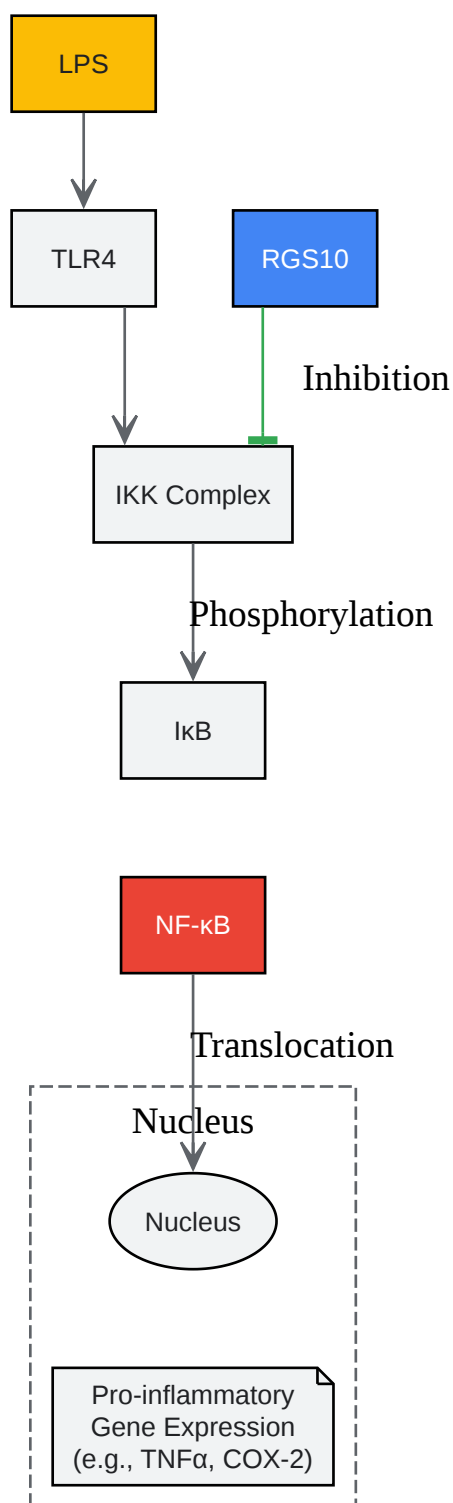 LPS
TLR4
RGS10
Inhibition
IKK Complex
Phosphorylation
IκB
NF-κB
Translocation
Nucleus
Nucleus
Pro-inflammatory
Gene Expression
(e.g., TNFα, COX-2)